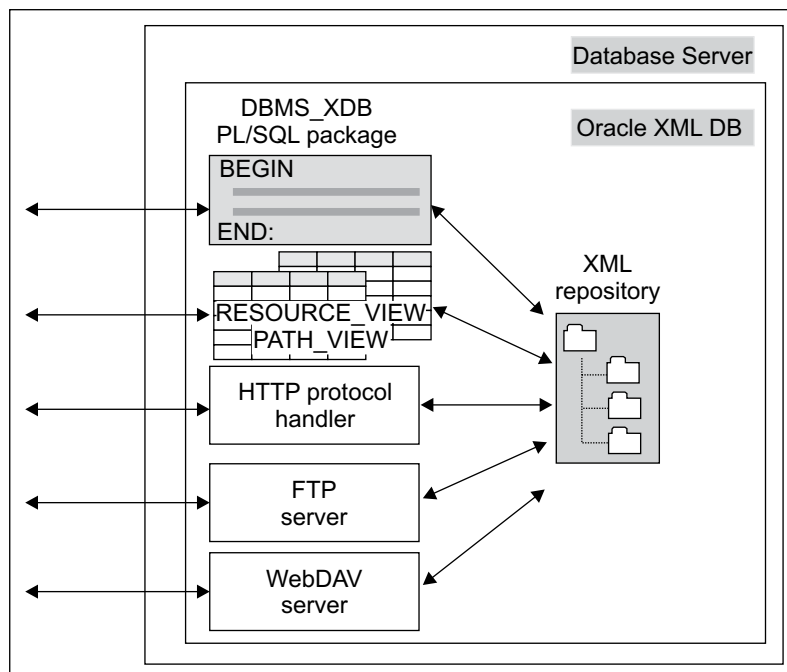 Database Server
Oracle XML DB
DBMS_XDB
PL/SQL package
BEGIN
END:
RESOURCE_VIEW
PATH_VIEW
HTTP protocol
handler
FTP
server
WebDAV
server
XML
repository